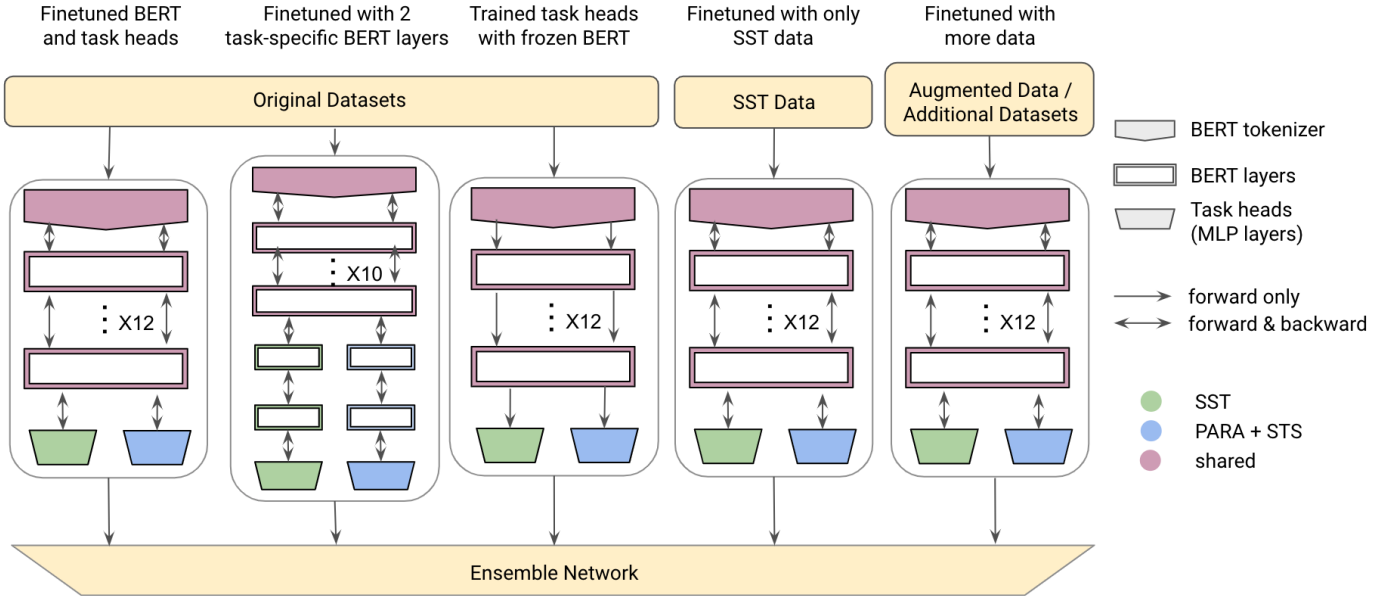 Finetuned BERT
and task heads
Finetuned with 2
task-specific BERT layers
Trained task heads
with frozen BERT
Finetuned with only
SST data
Finetuned with
more data
Original Datasets
SST Data
Augmented Data /
Additional Datasets
X12
X10
X12
X12
X12
BERT tokenizer
BERT layers
Task heads
(MLP layers)
forward only
forward & backward
SST
PARA + STS
shared
Ensemble Network